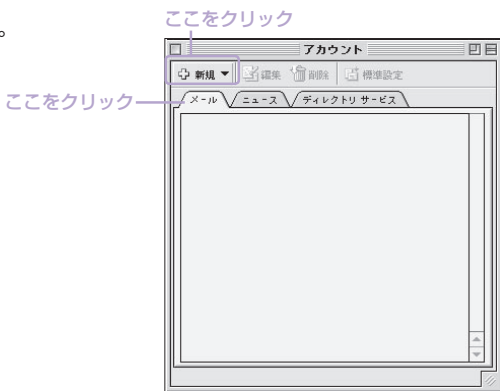 ここをクリック
。
アカウント
新規 編集 削除 標準設定
ここをクリック
メール ニュース ディレクトリ サービス